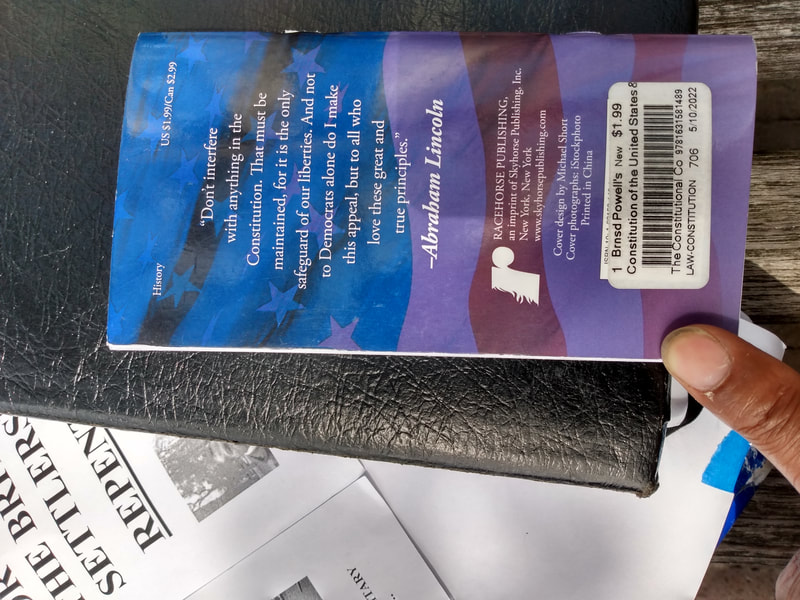 US $1.99/Can $2.99
"Don't interfere
with anything in the
Constitution. That must be
maintained, for it is the only
safeguard of our liberties. And not
to Democrats alone do I make
this appeal, but to all who
love these great and
true principles."
–Abraham Lincoln
History
RACEHORSE PUBLISHING,
an imprint of Skyhorse Publishing, Inc.
New York, New York
www.skyhorsepublishing.com
Cover design by Michael Short
Cover photographs: iStockphoto
Printed in China
1 Brnsd Powell's New $1.99
Constitution of the United States &
The Constitutional Co 9781631581489
LAW-CONSTITUTION 706 5/10/2022
THE
SETTLERS
REPENT